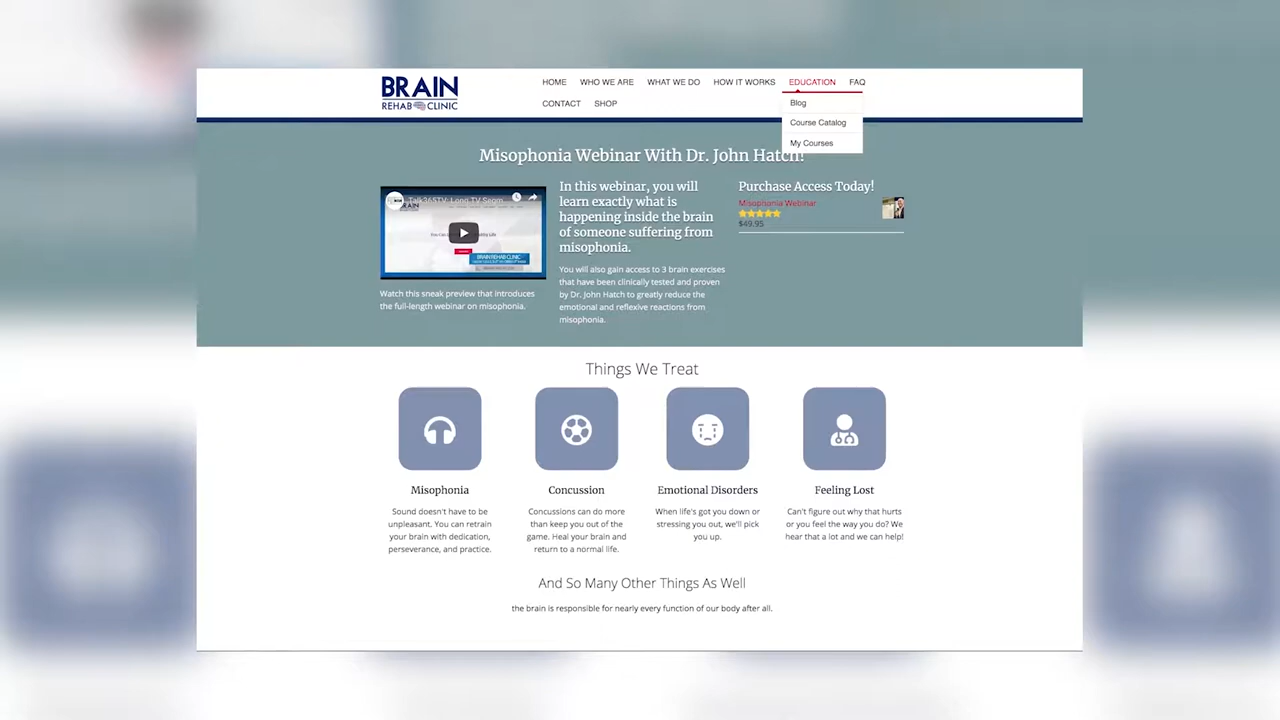 BRAIN
REHAB CLINIC
HOME WHO WE ARE WHAT WE DO HOW IT WORKS EDUCATION FAQ
CONTACT SHOP
Blog
Course Catalog
My Courses
Misophonia Webinar With Dr. John Hatch!
Talk365TV: Long TV Segm
BRAIN REHAB CLINIC
Watch this sneak preview that introduces
the full-length webinar on misophonia.
In this webinar, you will
learn exactly what is
happening inside the brain
of someone suffering from
misophonia.
You will also gain access to 3 brain exercises
that have been clinically tested and proven
by Dr. John Hatch to greatly reduce the
emotional and reflexive reactions from
misophonia.
Purchase Access Today!
Misophonia Webinar
$49.95
Things We Treat
Misophonia
Sound doesn't have to be
unpleasant. You can retrain
your brain with dedication,
perseverance, and practice.
Concussion
Concussions can do more
than keep you out of the
game. Heal your brain and
return to a normal life.
Emotional Disorders
When life's got you down or
stressing you out, we'll pick
you up.
Feeling Lost
Can't figure out why that hurts
or you feel the way you do? We
hear that a lot and we can help!
And So Many Other Things As Well
the brain is responsible for nearly every function of our body after all.